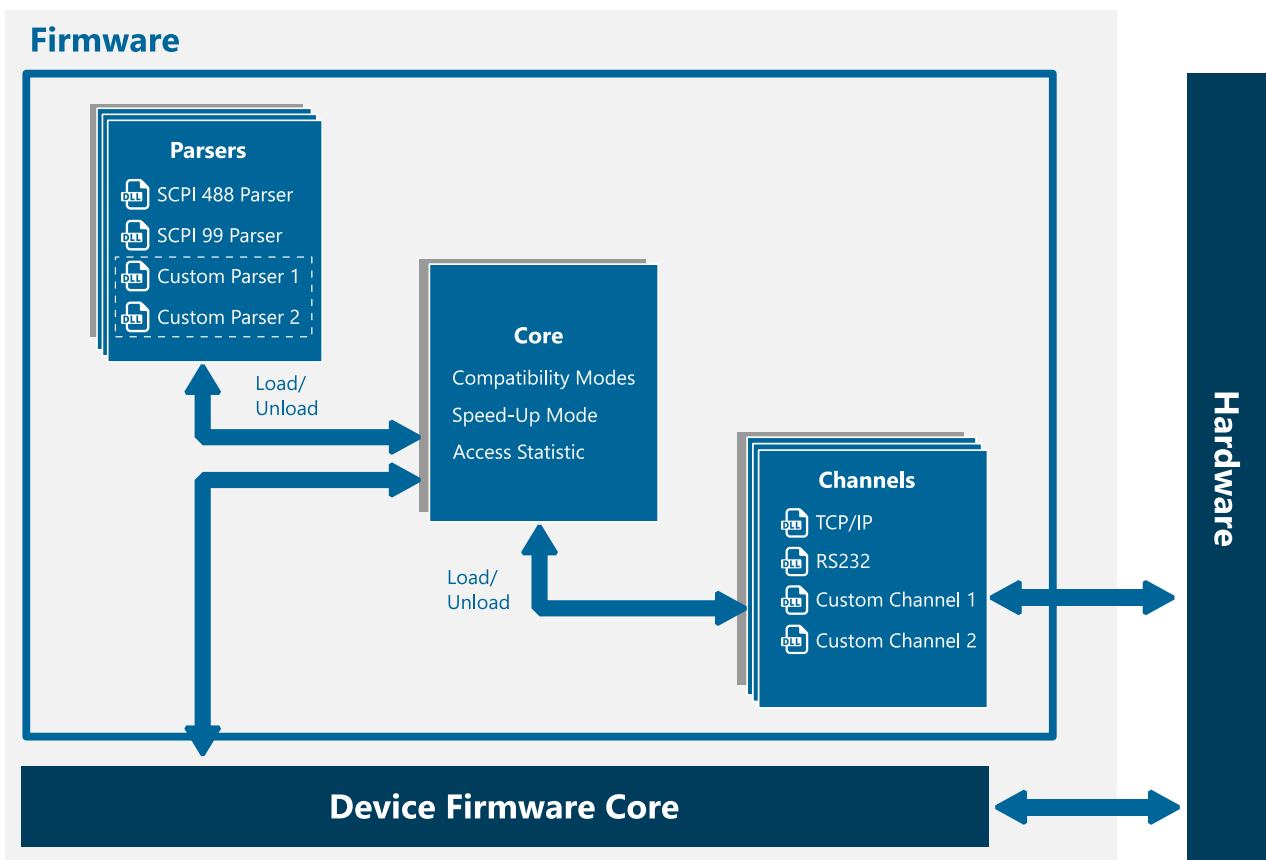 Firmware
Parsers
DLL SCPI 488 Parser
DLL SCPI 99 Parser
DLL Custom Parser 1
DLL Custom Parser 2
Load/
Unload
Core
Compatibility Modes
Speed-Up Mode
Access Statistic
Load/
Unload
Channels
DLL TCP/IP
DLL RS232
DLL Custom Channel 1
DLL Custom Channel 2
Hardware
Device Firmware Core